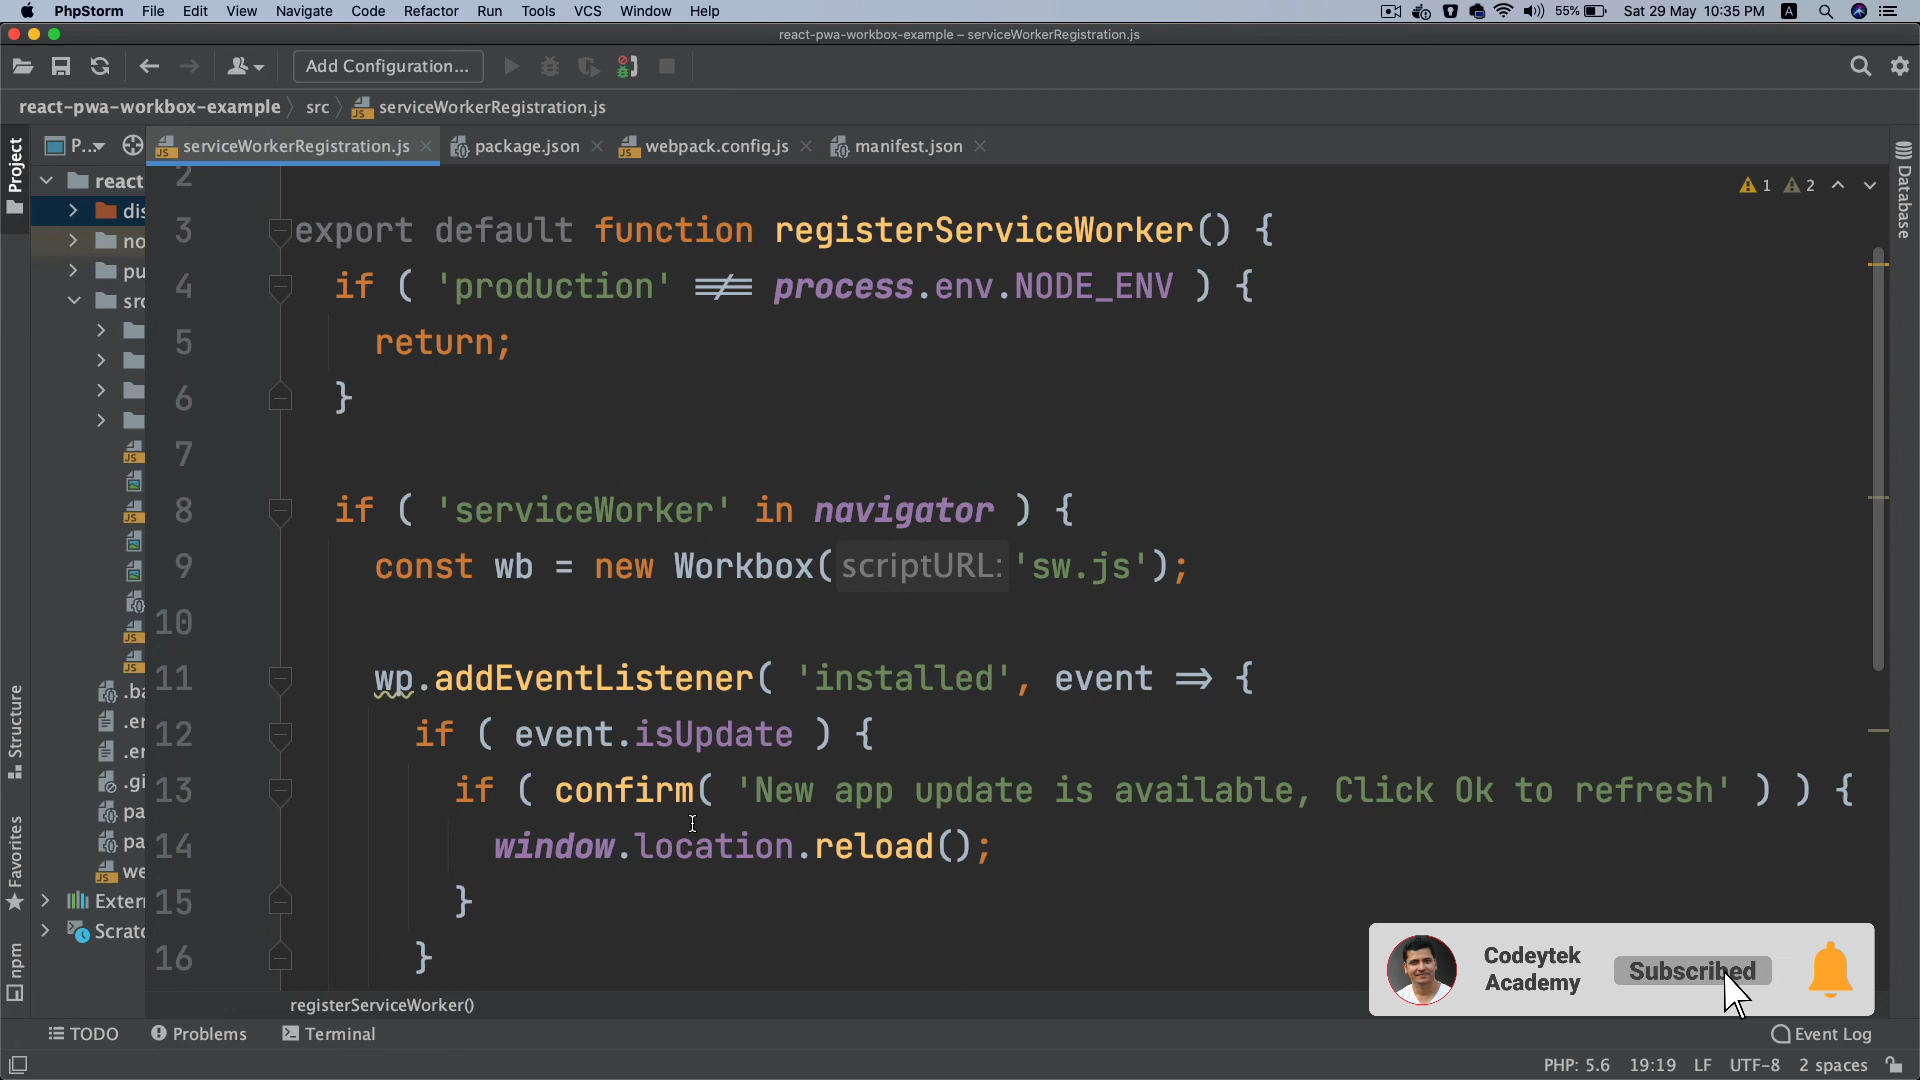 PhpStorm File Edit View Navigate Code Refactor Run Tools VCS Window Help 55% Sat 29 May 10:35 PM A
react-pwa-workbox-example – serviceWorkerRegistration.js
Add Configuration...
react-pwa-workbox-example src serviceWorkerRegistration.js
Project P... serviceWorkerRegistration.js package.json webpack.config.js manifest.json Database
react 2 1 2
dis
no 3 export default function registerServiceWorker() {
pu 4 if ( 'production' !== process.env.NODE_ENV ) {
src
5 return;
6 }
7
8 if ( 'serviceWorker' in navigator ) {
9 const wb = new Workbox( scriptURL: 'sw.js');
10
11 wp.addEventListener( 'installed', event => {
.ba
.er 12 if ( event.isUpdate ) {
.er
.gi 13 if ( confirm( 'New app update is available, Click Ok to refresh' ) ) {
pa
pa 14 window.location.reload();
we
Extern 15 }
Scratc
16 }
Structure
Favorites
npm
Codeytek
Academy
Subscribed
registerServiceWorker()
TODO Problems Terminal Event Log
PHP: 5.6 19:19 LF UTF-8 2 spaces